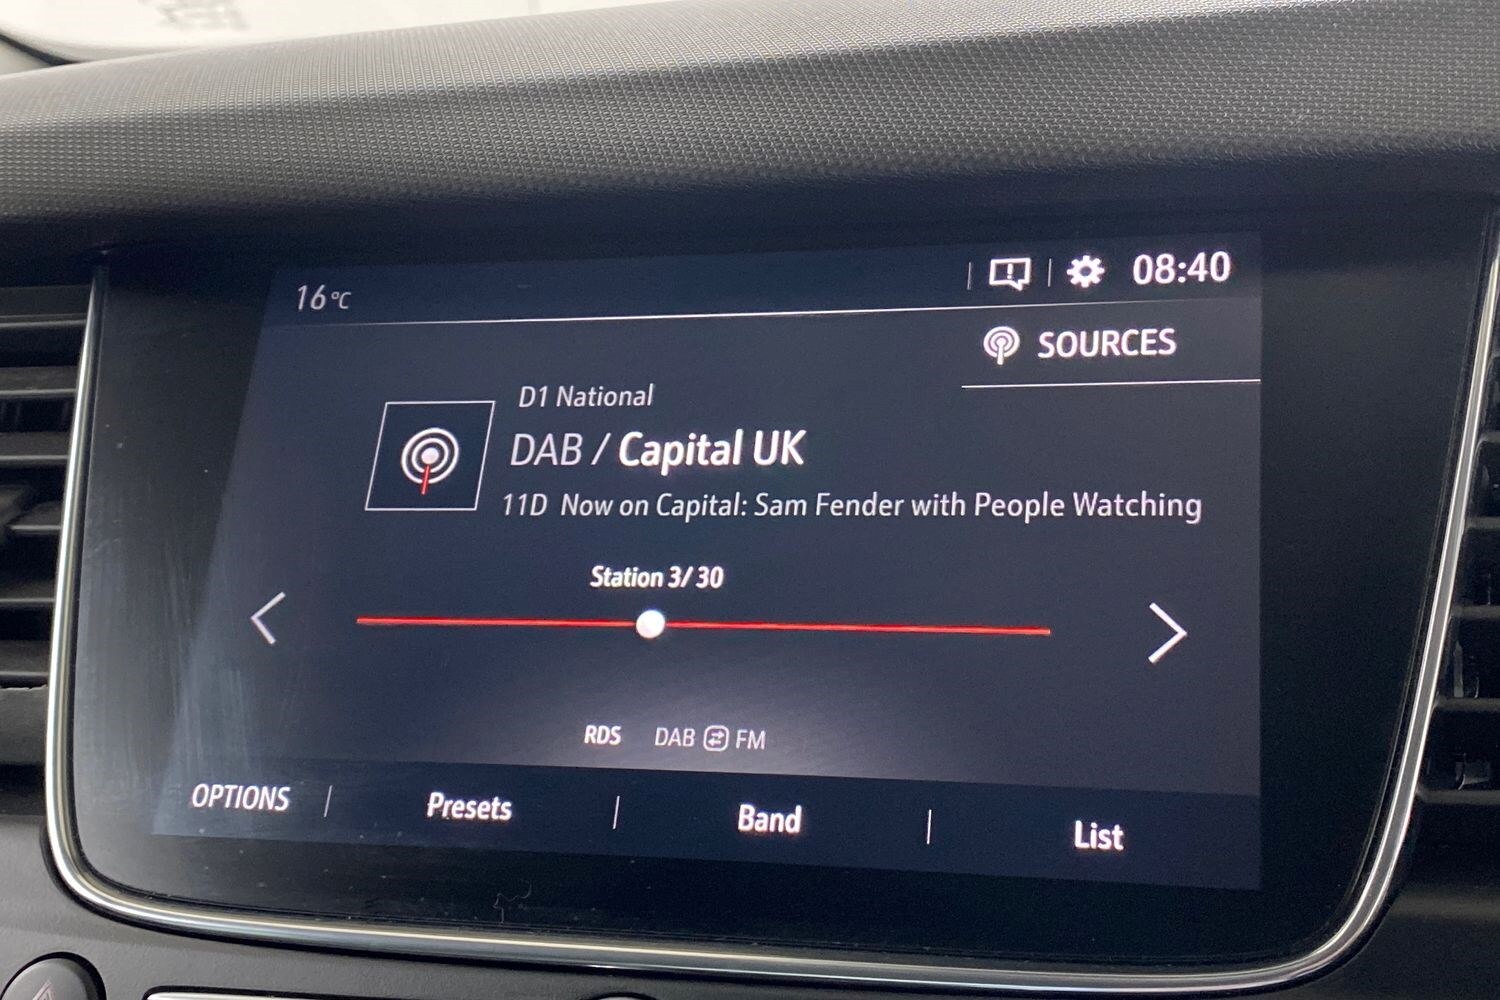 16°C 08:40
SOURCES
D1 National
DAB / Capital UK
11D Now on Capital: Sam Fender with People Watching
Station 3/ 30
RDS DAB FM
OPTIONS Presets Band List